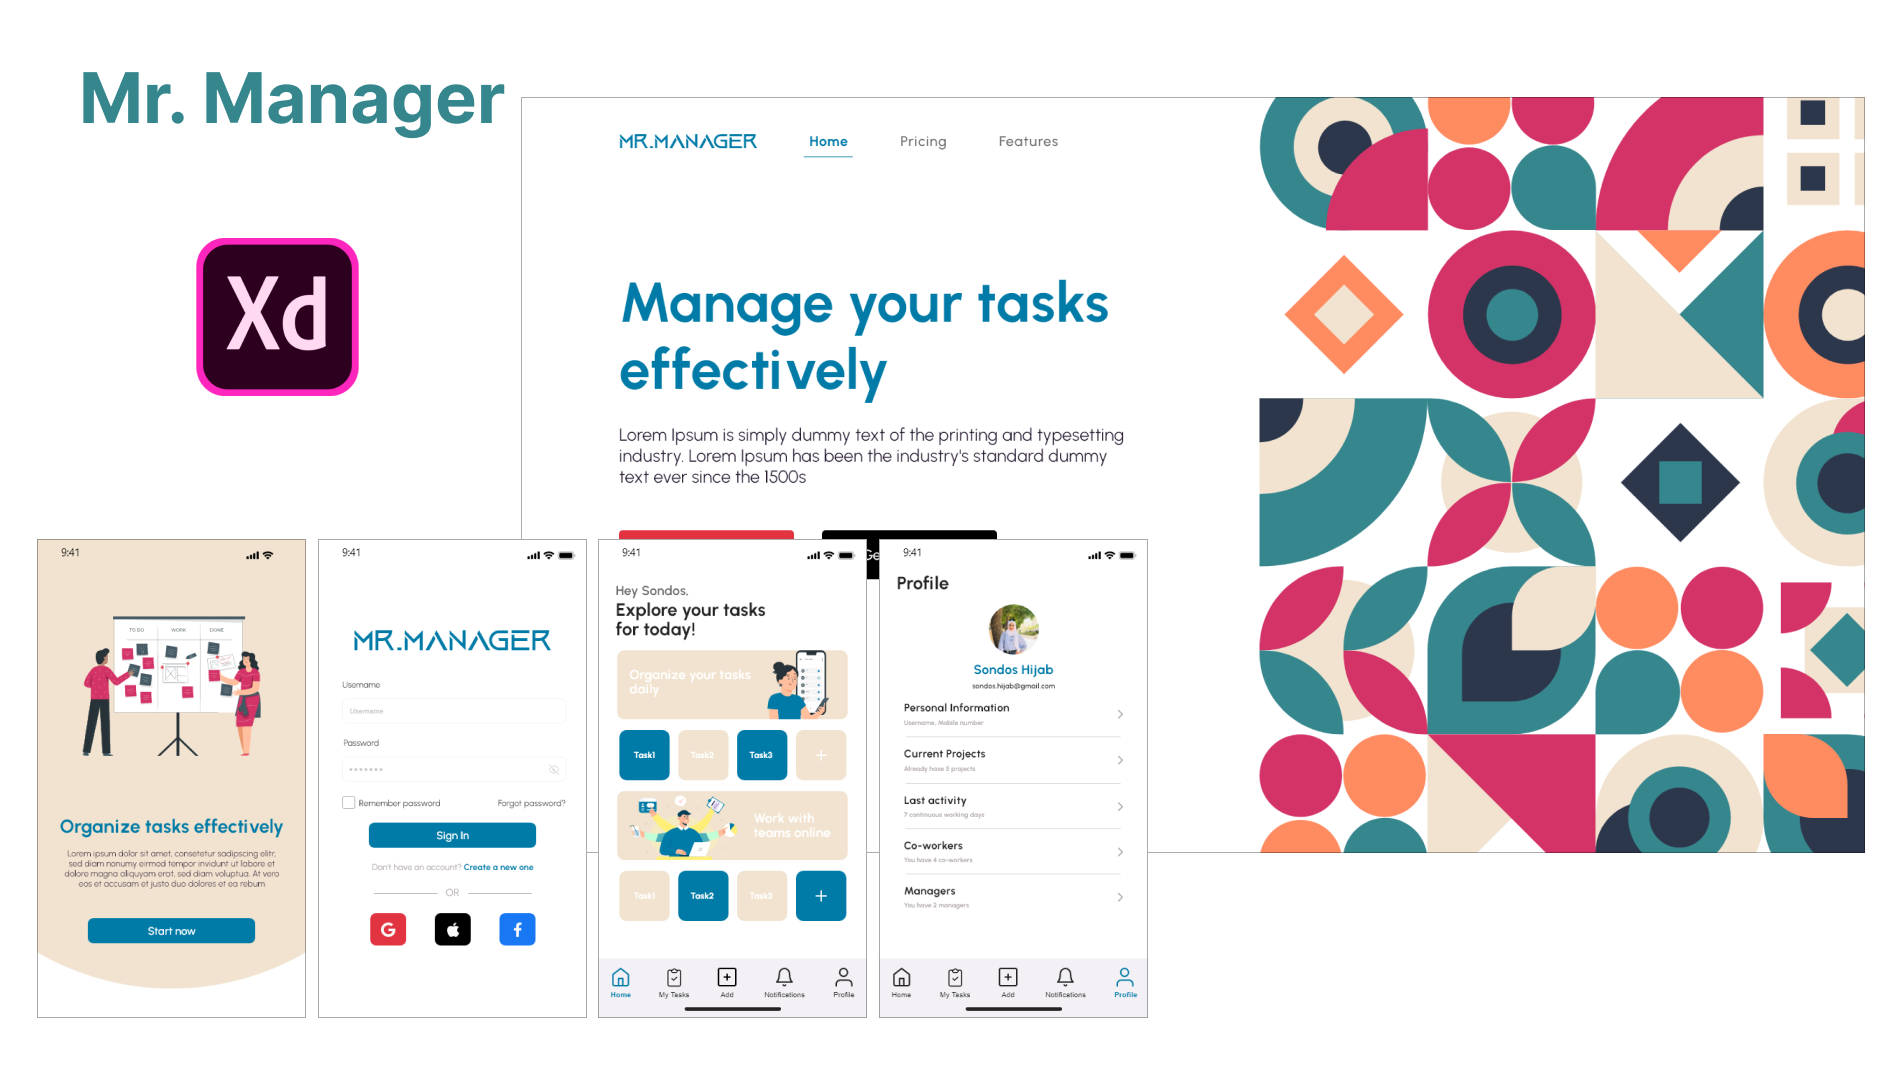 Mr. Manager
Xd
MR.MANAGER
Home
Pricing
Features
Manage your tasks
effectively
Lorem Ipsum is simply dummy text of the printing and typesetting
industry. Lorem Ipsum has been the industry's standard dummy
text ever since the 1500s
Ge
9:41
TO DO
WORK
DONE
Organize tasks effectively
Lorem ipsum dolor sit amet, consetetur sadipscing elitr,
sed diam nonumy eirmod tempor invidunt ut labore et
dolore magna aliquyam erat, sed diam voluptua. At vero
eos et accusam et justo duo dolores et ea rebum
Start now
9:41
MR.MANAGER
Username
Username
Password
Remember password
Forgot password?
Sign In
Don't have an account? Create a new one
OR
G
f
9:41
Hey Sondos,
Explore your tasks
for today!
Organize your tasks
daily
Task1
Task2
Task3
+
Work with
teams online
Task1
Task2
Task3
+
Home
My Tasks
Add
Notifications
Profile
9:41
Profile
Sondos Hijab
sondos.hijab@gmail.com
Personal Information
Username, Mobile number
Current Projects
Already have 5 projects
Last activity
7 continuous working days
Co-workers
You have 4 co-workers
Managers
You have 2 managers
Home
My Tasks
Add
Notifications
Profile